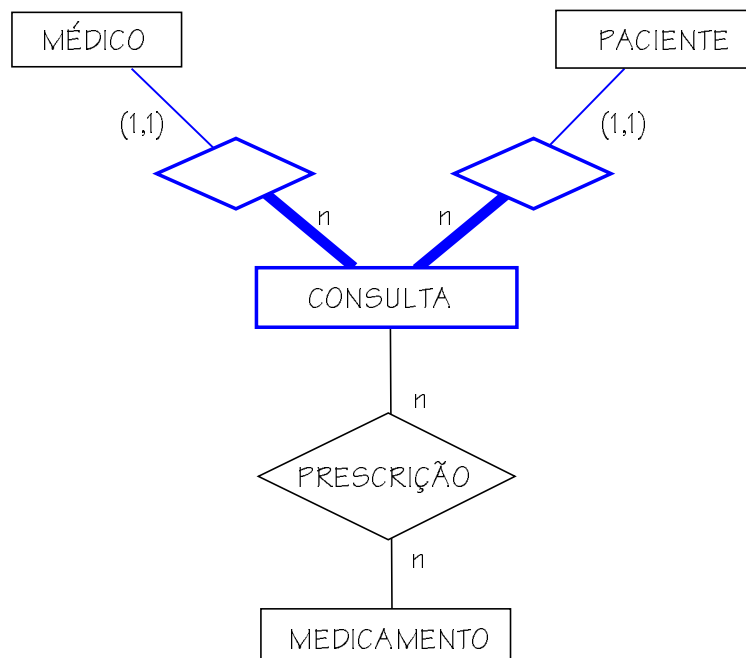 MÉDICO
PACIENTE
(1,1)
(1,1)
n
n
CONSULTA
n
PRESCRIÇÃO
n
MEDICAMENTO